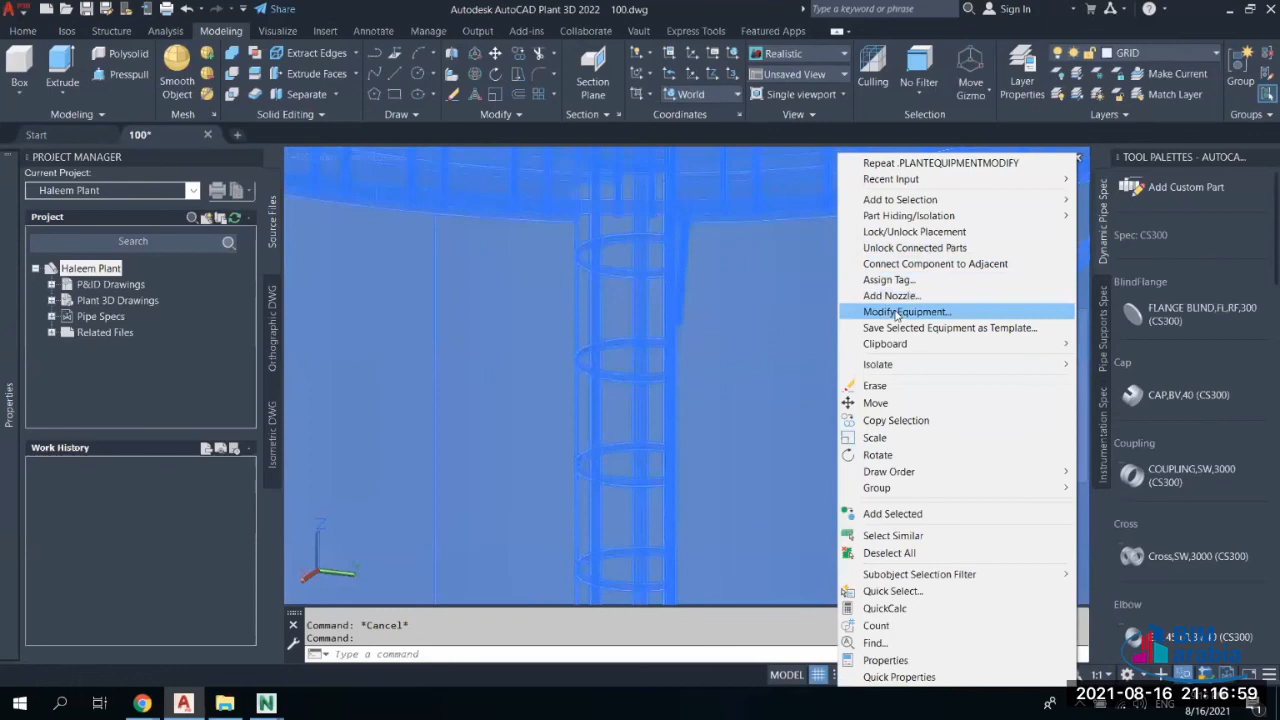 Share
Autodesk AutoCAD Plant 3D 2022 100.dwg
Type a keyword or phrase
Sign In
Home
Isos
Structure
Analysis
Modeling
Visualize
Insert
Annotate
Manage
Output
Add-ins
Collaborate
Vault
Express Tools
Featured Apps
Box
Extrude
Polysolid
Presspull
Smooth
Object
Extract Edges
Extrude Faces
Separate
Section
Plane
Realistic
Unsaved View
World
Single viewport
Culling
No Filter
Move
Gizmo
Layer
Properties
GRID
Make Current
Match Layer
Group
Modeling
Mesh
Solid Editing
Draw
Modify
Section
Coordinates
View
Selection
Layers
Groups
Start
100*
PROJECT MANAGER
Current Project:
Haleem Plant
Project
Search
Haleem Plant
P&ID Drawings
Plant 3D Drawings
Pipe Specs
Related Files
Work History
Properties
Source Files
Orthographic DWG
Isometric DWG
Z
Repeat .PLANTEQUIPMENTMODIFY
Recent Input
Add to Selection
Part Hiding/Isolation
Lock/Unlock Placement
Unlock Connected Parts
Connect Component to Adjacent
Assign Tag...
Add Nozzle...
Modify Equipment...
Save Selected Equipment as Template...
Clipboard
Isolate
Erase
Move
Copy Selection
Scale
Rotate
Draw Order
Group
Add Selected
Select Similar
Deselect All
Subobject Selection Filter
Quick Select...
QuickCalc
Count
Find...
Properties
Quick Properties
Command: *Cancel*
Command:
Type a command
MODEL
1:1
Dynamic Pipe Spec
Pipe Supports Spec
Instrumentation Spec
TOOL PALETTES - AUTOCA...
Add Custom Part
Spec: CS300
BlindFlange
FLANGE BLIND,FL,RF,300
(CS300)
Cap
CAP,BV,40 (CS300)
Coupling
COUPLING,SW,3000
(CS300)
Cross
Cross,SW,3000 (CS300)
Elbow
BIM
arabia
ENG
2021-08-16 21:16:59
8/16/2021